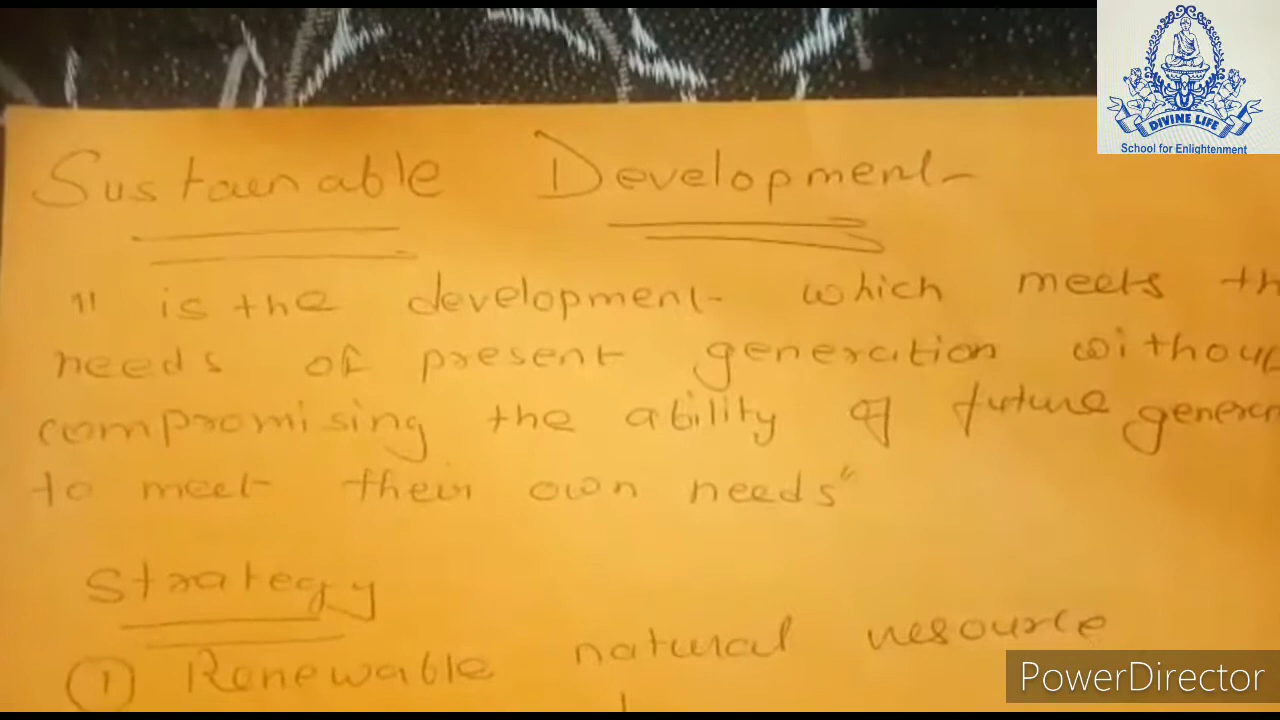 DIVINE LIFE
School for Enlightenment
Sustainable Development
" is the development which meets th
needs of present generation withou
compromising the ability of future genera
to meet their own needs"
Strategy
① Renewable natural resource
PowerDirector